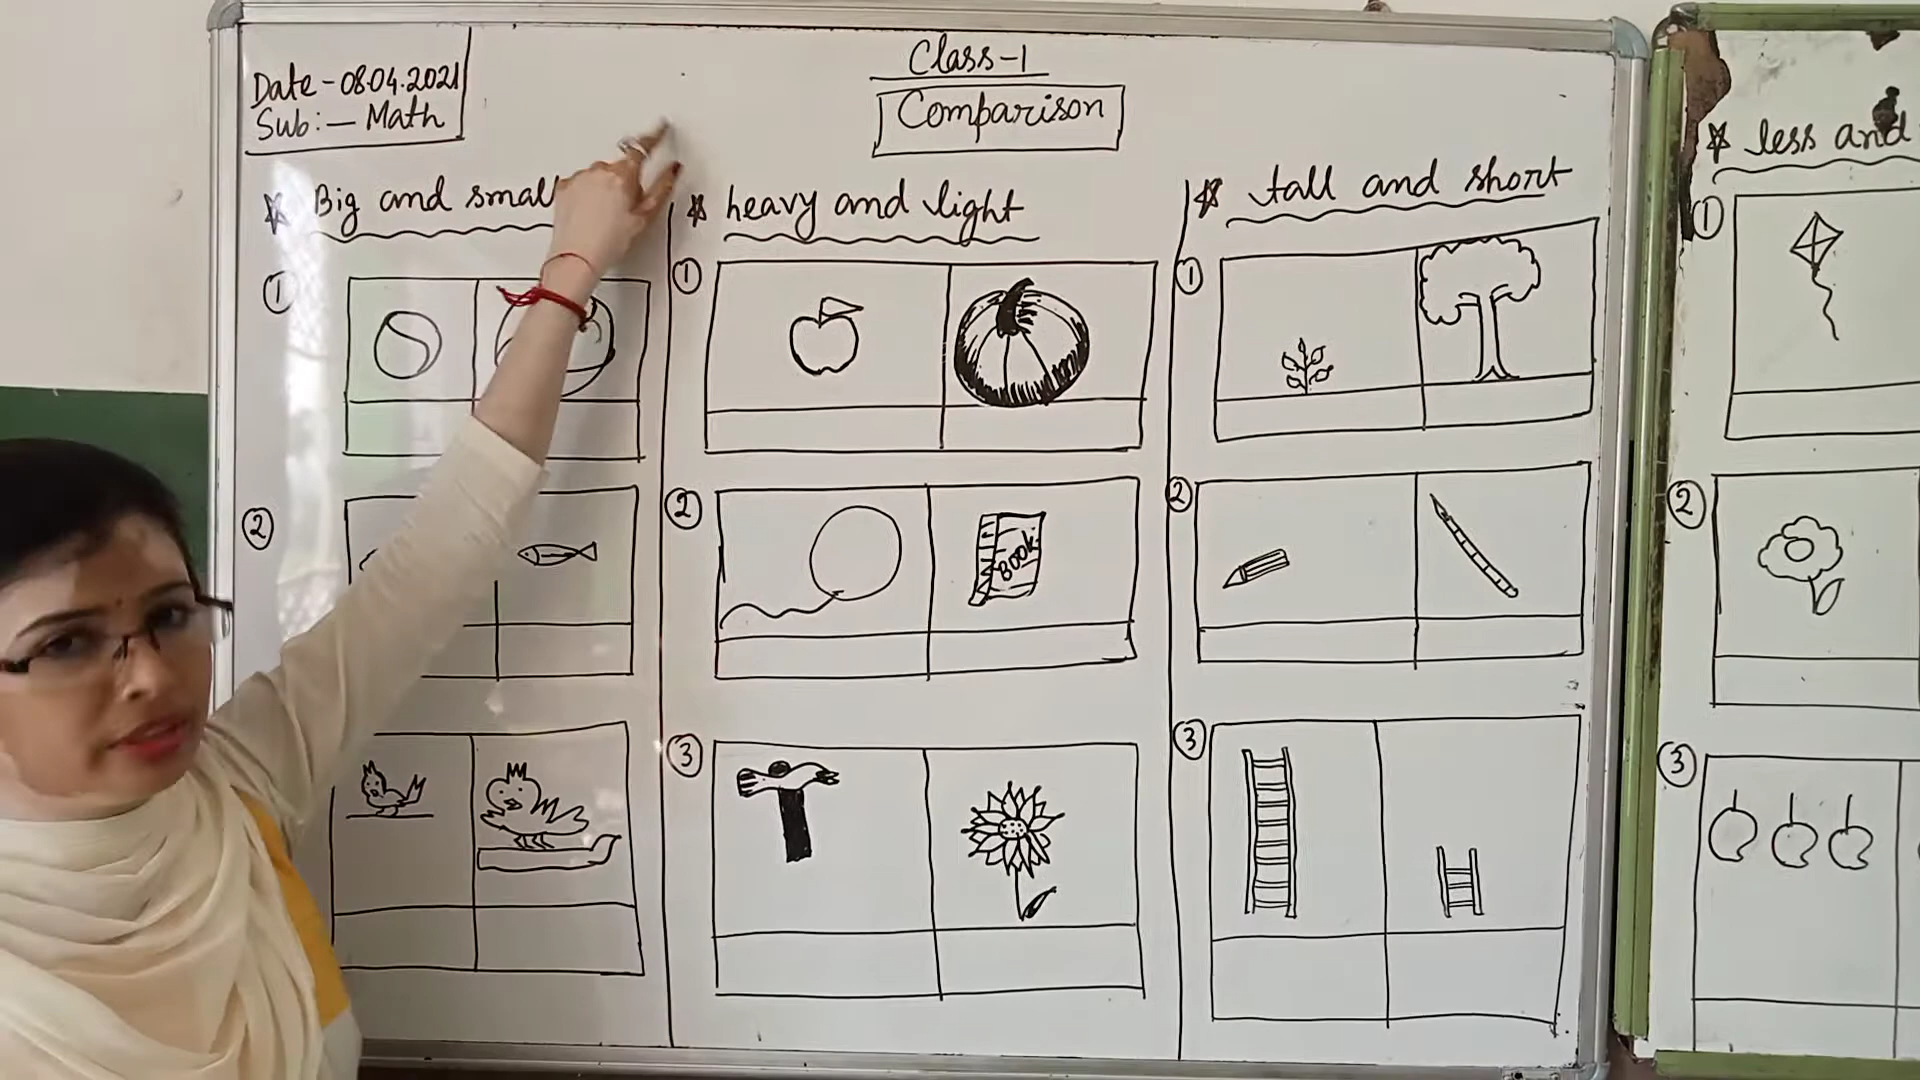 Date - 08.04.2021
Sub:— Math
Class-1
Comparison
☆ Big and small
①
②
☆ heavy and light
①
②
BOOK
③
☆ tall and short
①
②
③
☆ less and
①
②
③